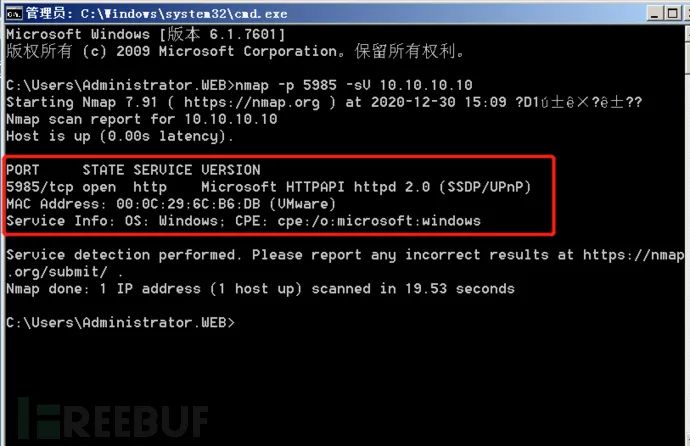 管理员: C:\Windows\system32\cmd.exe
Microsoft Windows [版本 6.1.7601]
版权所有 (c) 2009 Microsoft Corporation。保留所有权利。
C:\Users\Administrator.WEB>nmap -p 5985 -sV 10.10.10.10
Starting Nmap 7.91 ( https://nmap.org ) at 2020-12-30 15:09 ?D1ú±ê×?ê±??
Nmap scan report for 10.10.10.10
Host is up (0.00s latency).
PORT     STATE SERVICE VERSION
5985/tcp open  http    Microsoft HTTPAPI httpd 2.0 (SSDP/UPnP)
MAC Address: 00:0C:29:6C:B6:DB (VMware)
Service Info: OS: Windows; CPE: cpe:/o:microsoft:windows
Service detection performed. Please report any incorrect results at https://nmap
.org/submit/ .
Nmap done: 1 IP address (1 host up) scanned in 19.53 seconds
C:\Users\Administrator.WEB>
FREEBUF